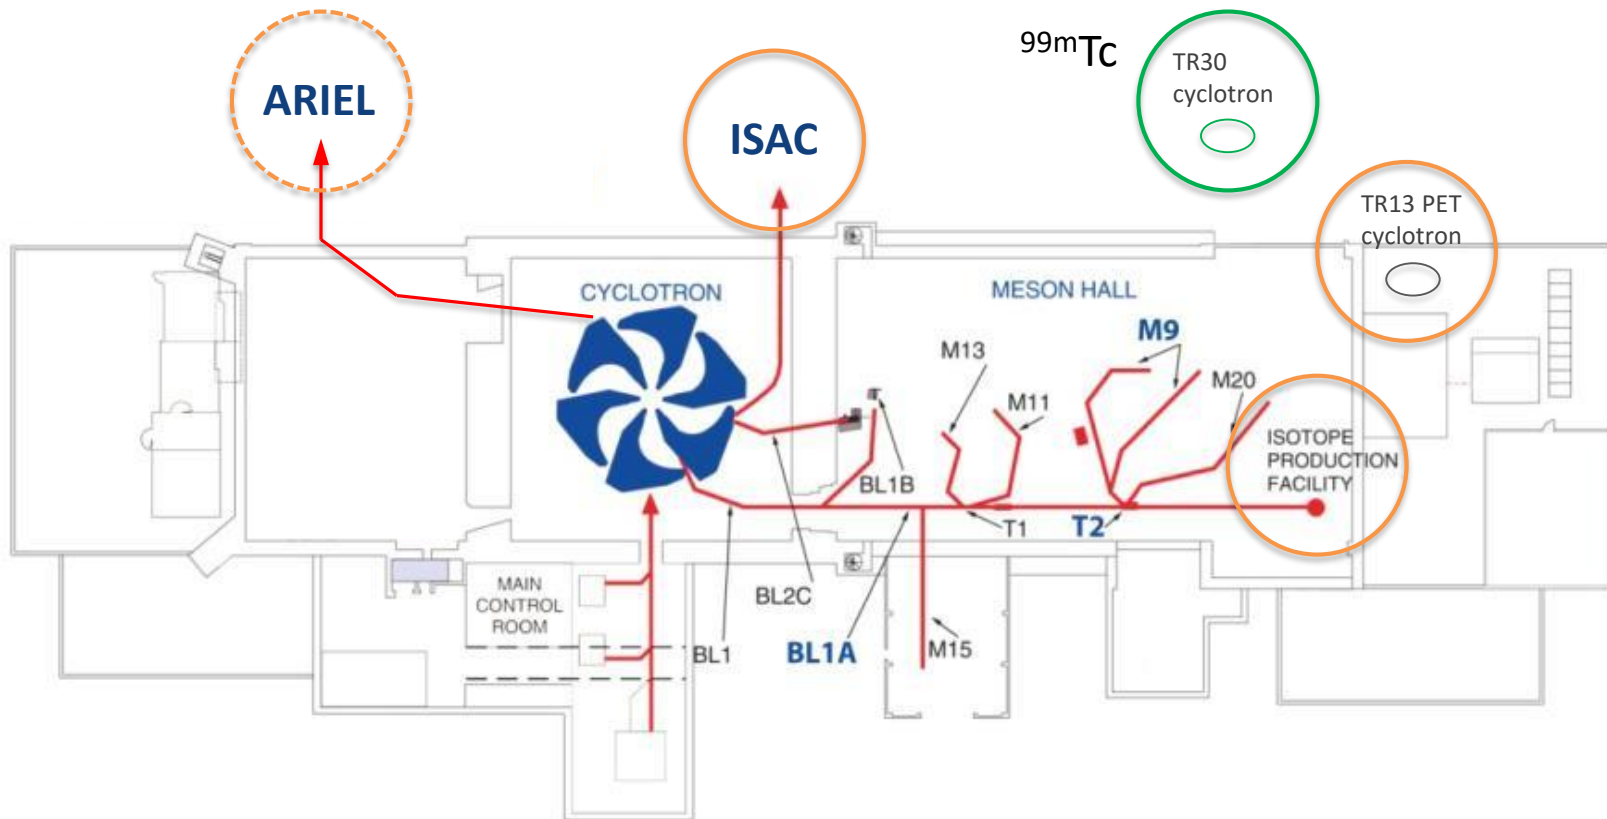 ARIEL
ISAC
99mTc
TR30
cyclotron
TR13 PET
cyclotron
CYCLOTRON
MESON HALL
M9
M13
M20
M11
ISOTOPE
PRODUCTION
FACILITY
BL1B
T1
T2
MAIN
CONTROL
ROOM
BL2C
BL1
BL1A
M15